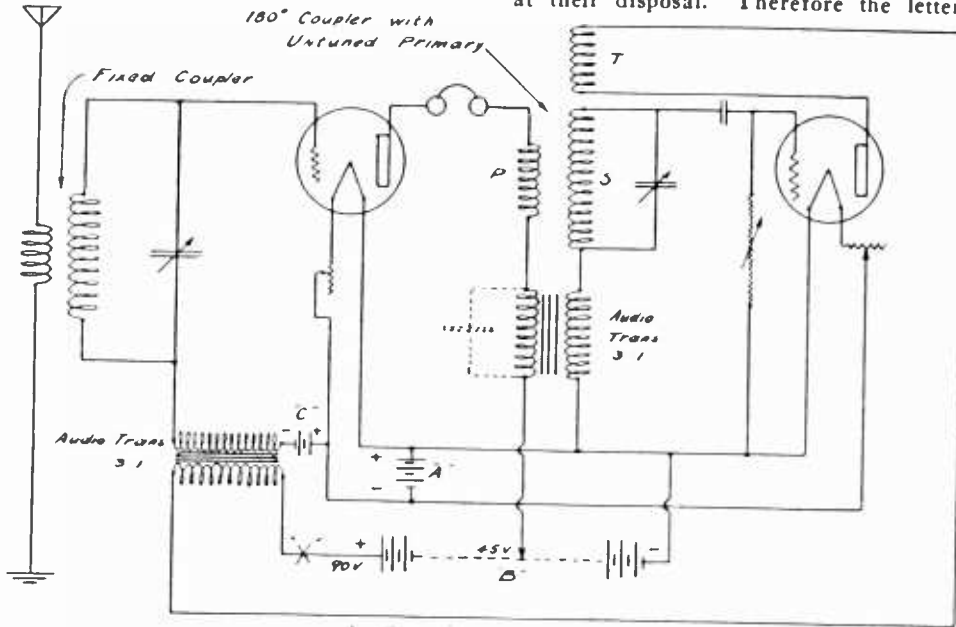 at their disposal. Therefore the letter
180° Coupler with
Untuned Primary
Fixed Coupler
T
P
S
Audio
Trans
3 1
Audio Trans
3 1
- C +
+
A
-
"X"
+
90V
45V
B
-